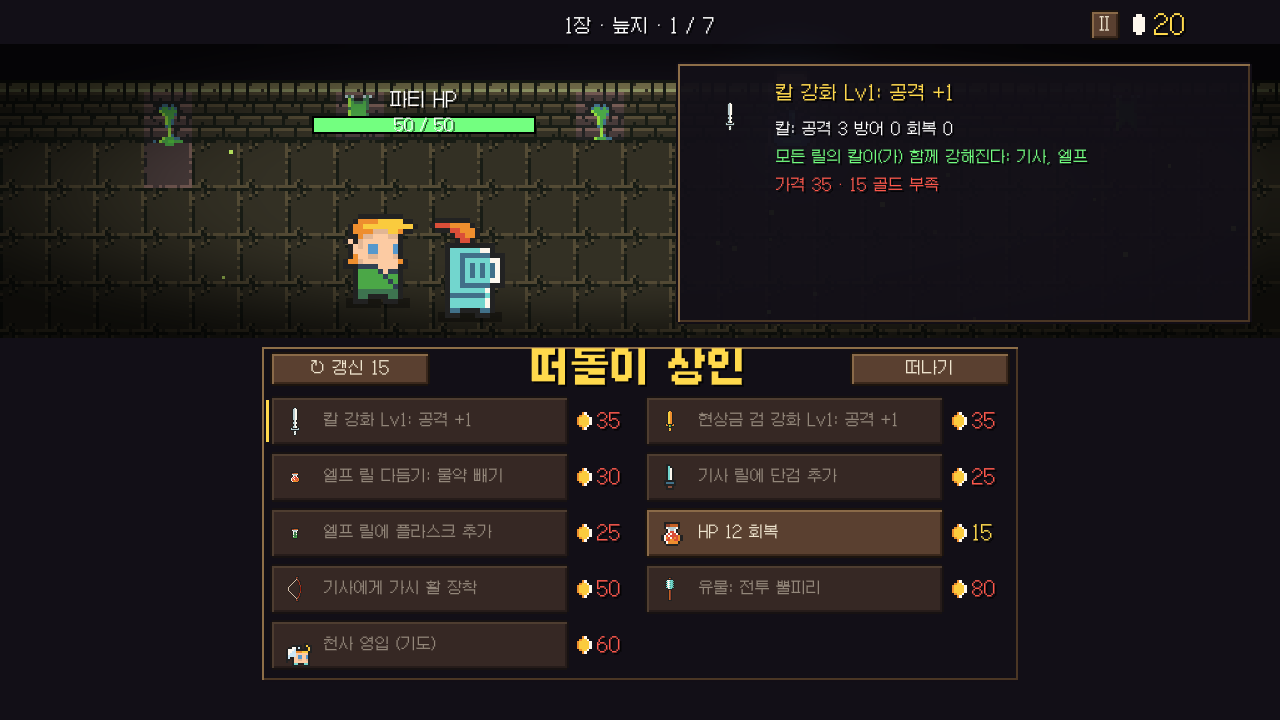 1장 · 늪지 · 1 / 7
II
20
파티 HP
50 / 50
칼 강화 Lv1: 공격 +1
칼: 공격 3 방어 0 회복 0
모든 릴의 칼이(가) 함께 강해진다: 기사, 엘프
가격 35 · 15 골드 부족
↻ 갱신 15
떠돌이 상인
떠나기
칼 강화 Lv1: 공격 +1
35
현상금 검 강화 Lv1: 공격 +1
35
엘프 릴 다듬기: 물약 빼기
30
기사 릴에 단검 추가
25
엘프 릴에 플라스크 추가
25
HP 12 회복
15
기사에게 가시 활 장착
50
유물: 전투 뿔피리
80
천사 영입 (기도)
60